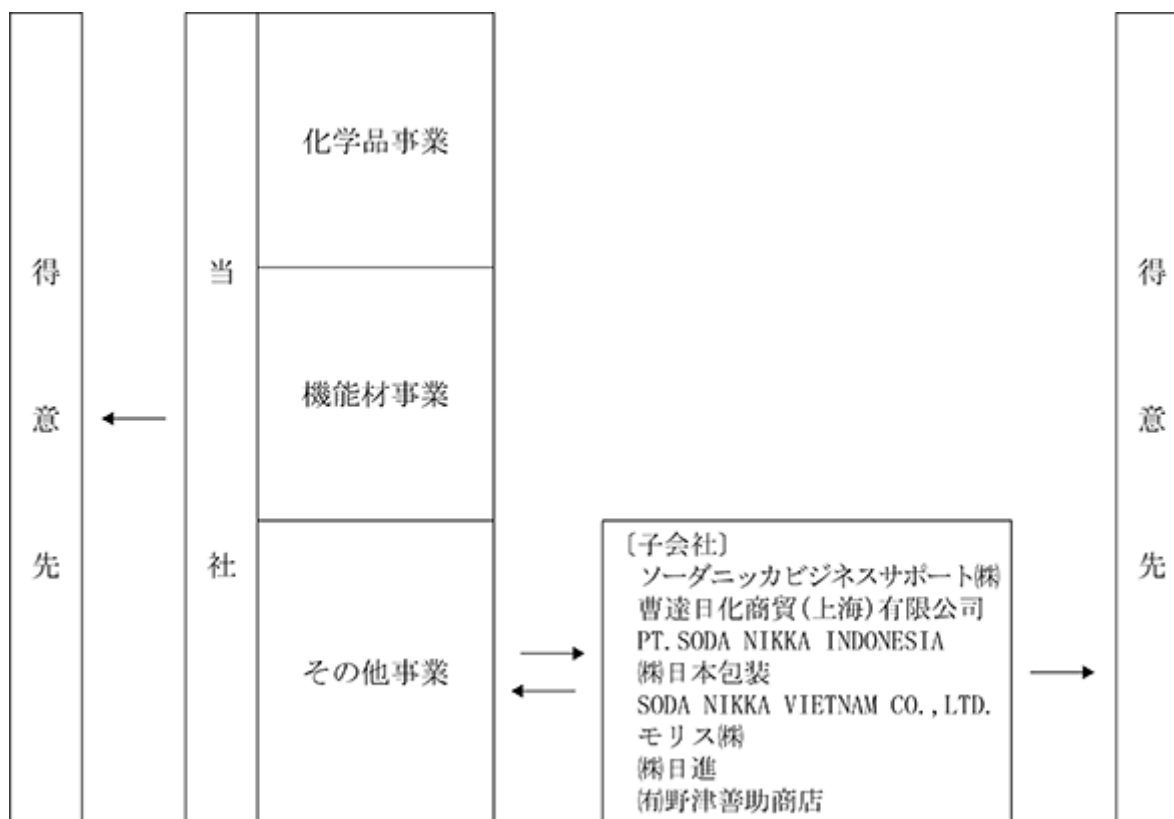 得意先
当社
化学品事業
機能材事業
その他事業
〔子会社〕
ソーダニッカビジネスサポート㈱
曹達日化商貿(上海)有限公司
PT.SODA NIKKA INDONESIA
㈱日本包装
SODA NIKKA VIETNAM CO.,LTD.
モリス㈱
㈱日進
㈲野津善助商店
得意先